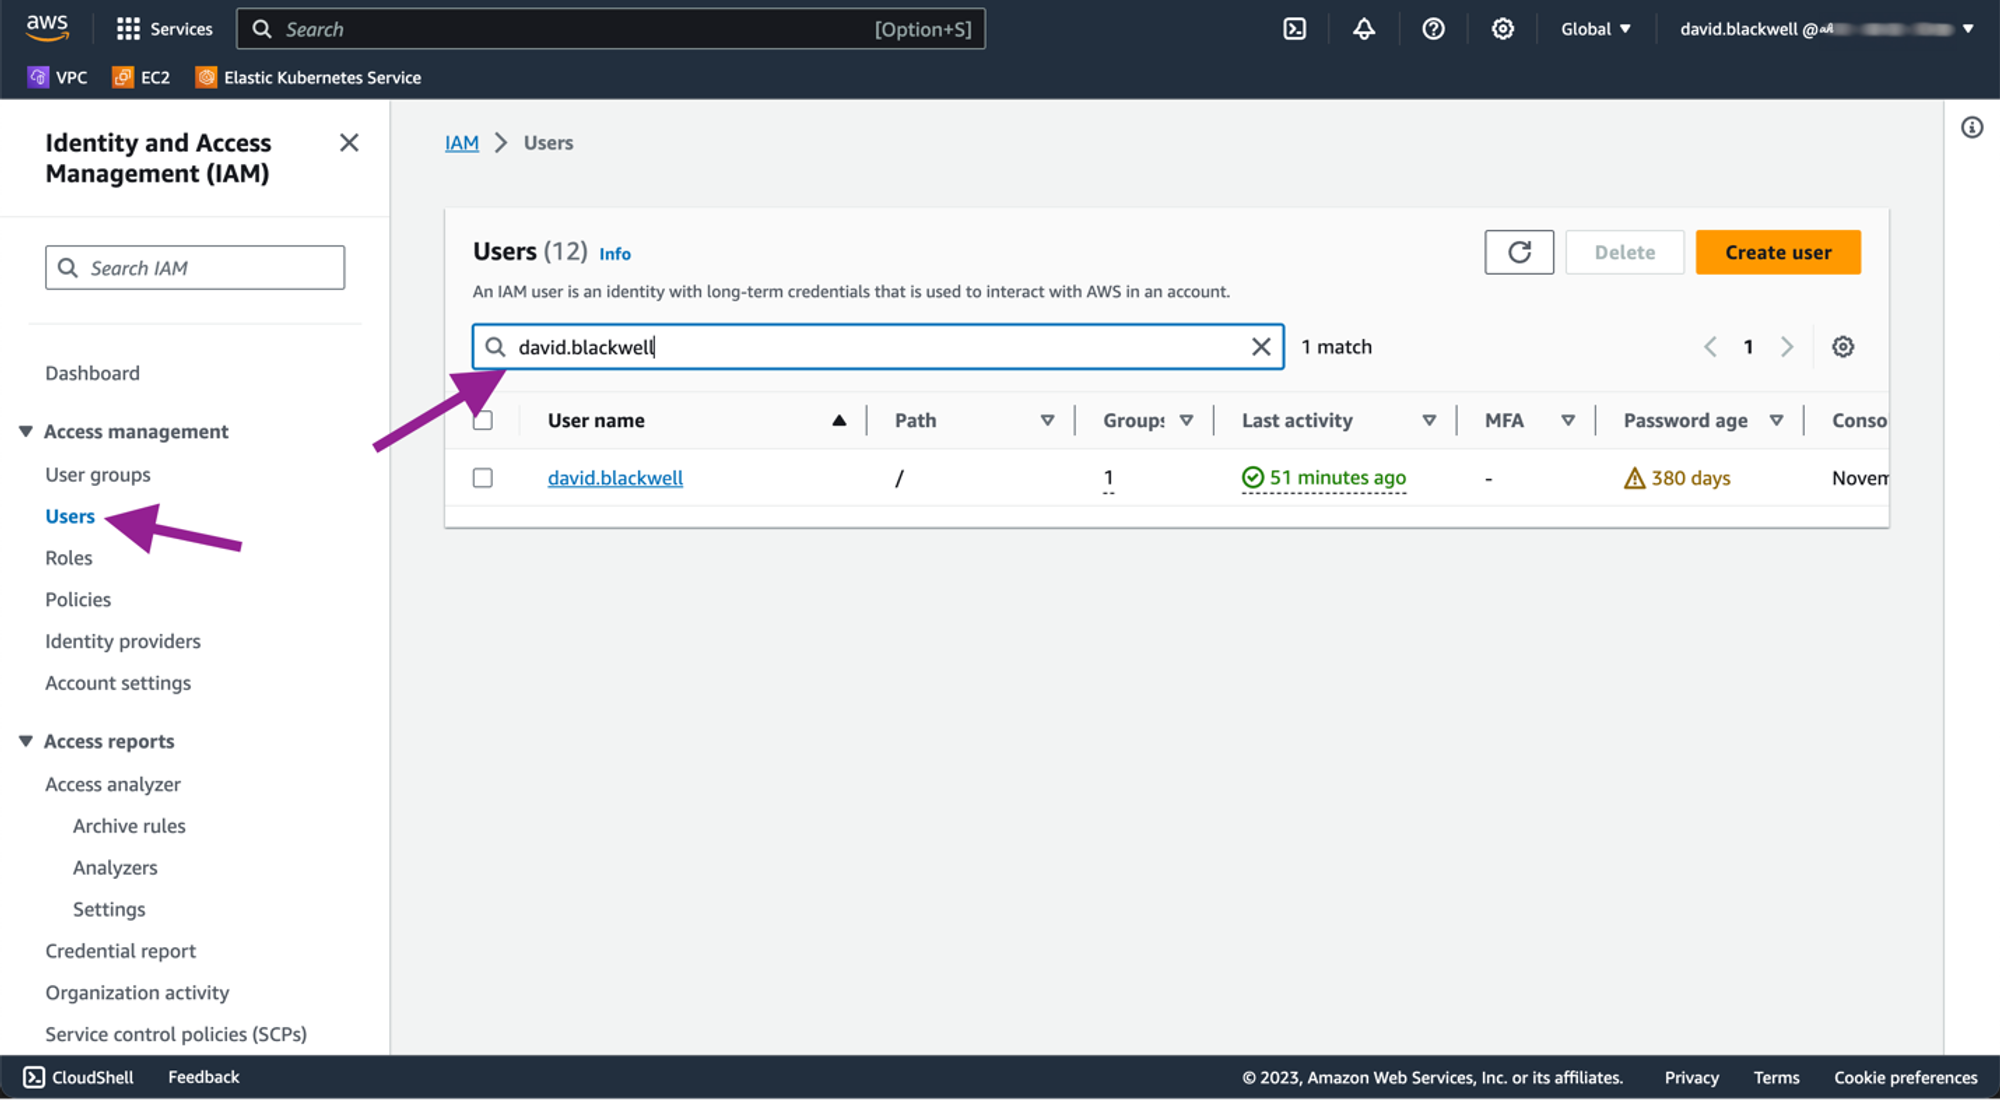 aws
Services
Search
[Option+S]
Global
david.blackwell @
VPC
EC2
Elastic Kubernetes Service
Identity and Access
Management (IAM)
Search IAM
Dashboard
Access management
User groups
Users
Roles
Policies
Identity providers
Account settings
Access reports
Access analyzer
Archive rules
Analyzers
Settings
Credential report
Organization activity
Service control policies (SCPs)
IAM
Users
Users (12) Info
Delete
Create user
An IAM user is an identity with long-term credentials that is used to interact with AWS in an account.
david.blackwell
1 match
1
User name
Path
Groups
Last activity
MFA
Password age
Conso
david.blackwell
/
1
51 minutes ago
-
380 days
Novem
CloudShell
Feedback
© 2023, Amazon Web Services, Inc. or its affiliates.
Privacy
Terms
Cookie preferences